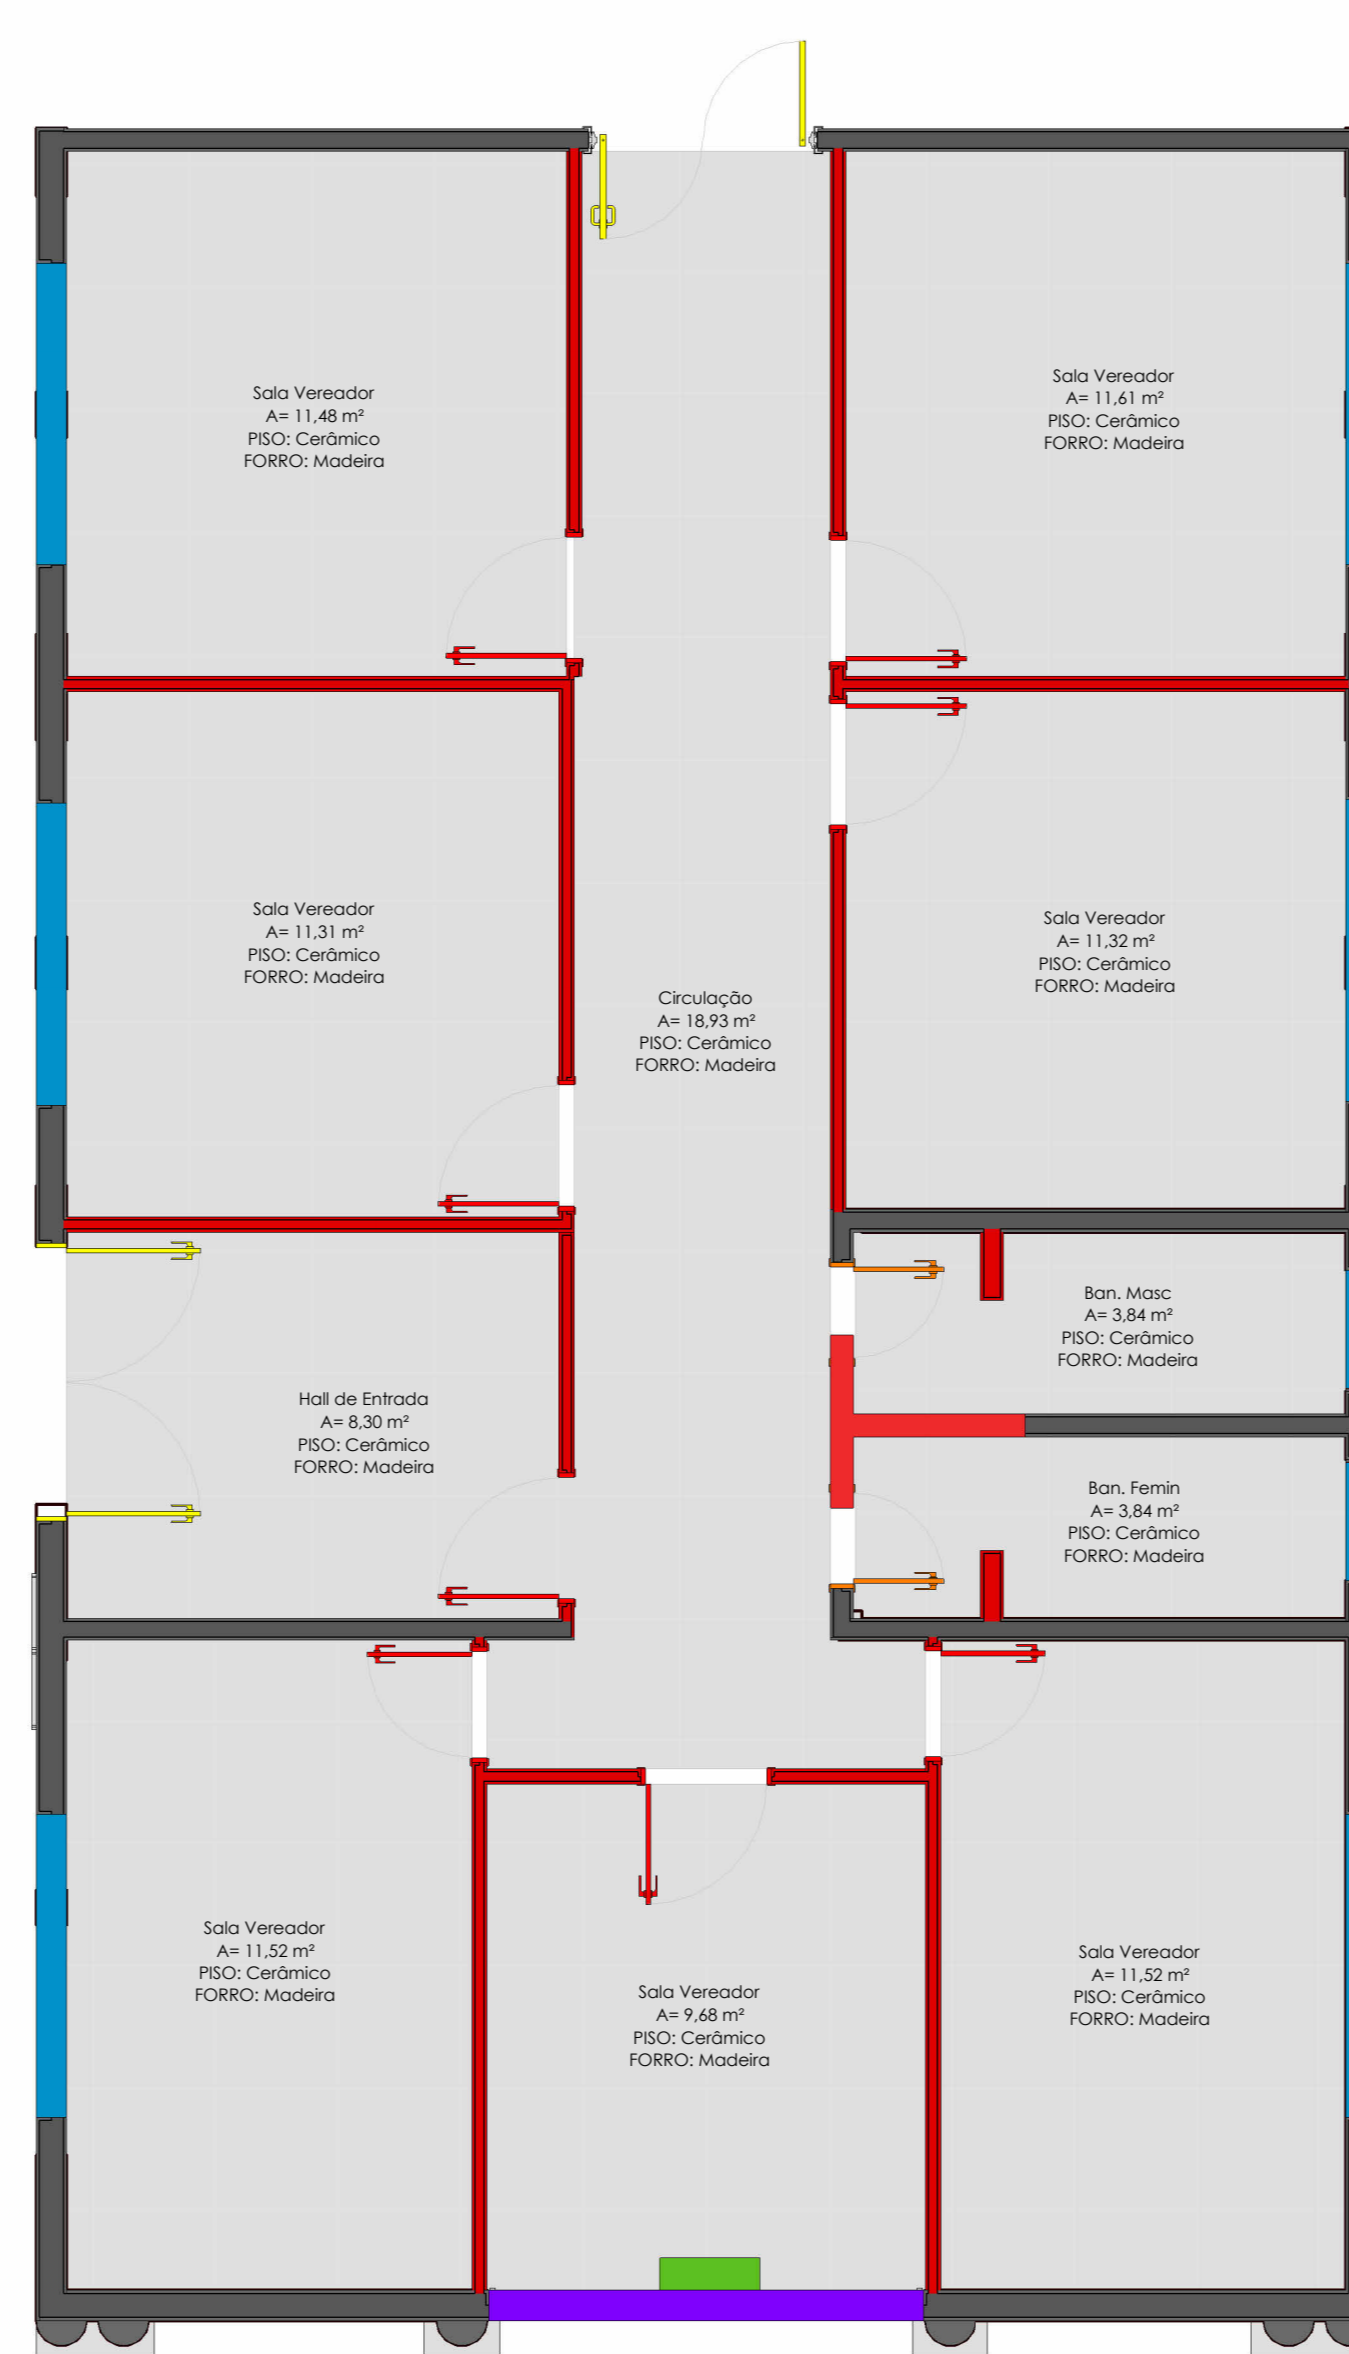 Sala Vereador
A= 11,48 m²
PISO: Cerâmico
FORRO: Madeira
Sala Vereador
A= 11,61 m²
PISO: Cerâmico
FORRO: Madeira
Sala Vereador
A= 11,31 m²
PISO: Cerâmico
FORRO: Madeira
Sala Vereador
A= 11,32 m²
PISO: Cerâmico
FORRO: Madeira
Circulação
A= 18,93 m²
PISO: Cerâmico
FORRO: Madeira
Ban. Masc
A= 3,84 m²
PISO: Cerâmico
FORRO: Madeira
Hall de Entrada
A= 8,30 m²
PISO: Cerâmico
FORRO: Madeira
Ban. Femin
A= 3,84 m²
PISO: Cerâmico
FORRO: Madeira
Sala Vereador
A= 11,52 m²
PISO: Cerâmico
FORRO: Madeira
Sala Vereador
A= 9,68 m²
PISO: Cerâmico
FORRO: Madeira
Sala Vereador
A= 11,52 m²
PISO: Cerâmico
FORRO: Madeira